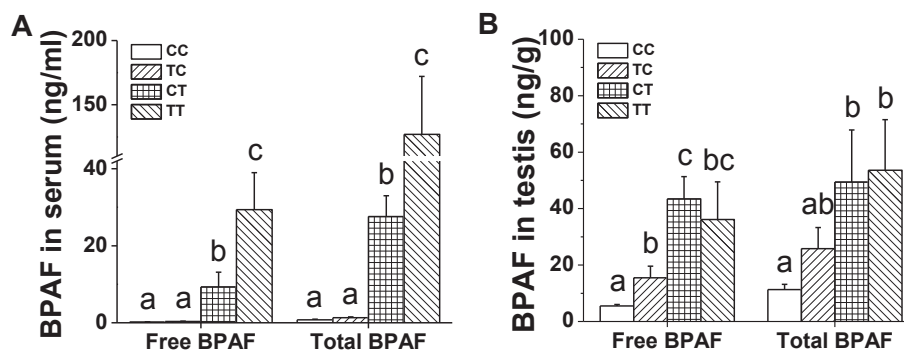 A
BPAF in serum (ng/ml)
200
150
40
20
0
CC
TC
CT
TT
a a b c
a a b c
Free BPAF Total BPAF
B
BPAF in testis (ng/g)
100
80
60
40
20
0
CC
TC
CT
TT
a b c bc
a ab b b
Free BPAF Total BPAF